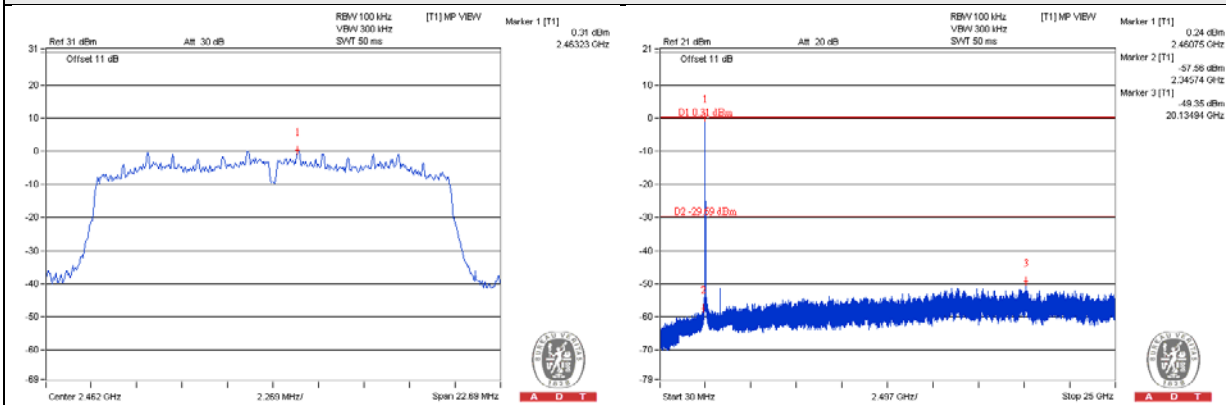 RBW 100 kHz
VBW 300 kHz
SWT 50 ms
[T1] MP VIEW
Ref 31 dBm
Att 30 dB
Marker 1 [T1]
0.31 dBm
2.46323 GHz
31
Offset 11 dB
20
10
0
-10
-20
-30
-40
-50
-60
-69
1
Center 2.462 GHz
2.269 MHz/
Span 22.69 MHz
BUREAU VERITAS
1828
A D T
RBW 100 kHz
VBW 300 kHz
SWT 50 ms
[T1] MP VIEW
Ref 21 dBm
Att 20 dB
Marker 1 [T1]
0.24 dBm
2.46075 GHz
Marker 2 [T1]
-57.56 dBm
2.34574 GHz
Marker 3 [T1]
-49.35 dBm
20.13494 GHz
21
Offset 11 dB
10
0
-10
-20
-30
-40
-50
-60
-70
-79
1
D1 0.31 dBm
D2 -29.69 dBm
2
3
Start 30 MHz
2.497 GHz/
Stop 25 GHz
BUREAU VERITAS
1828
A D T